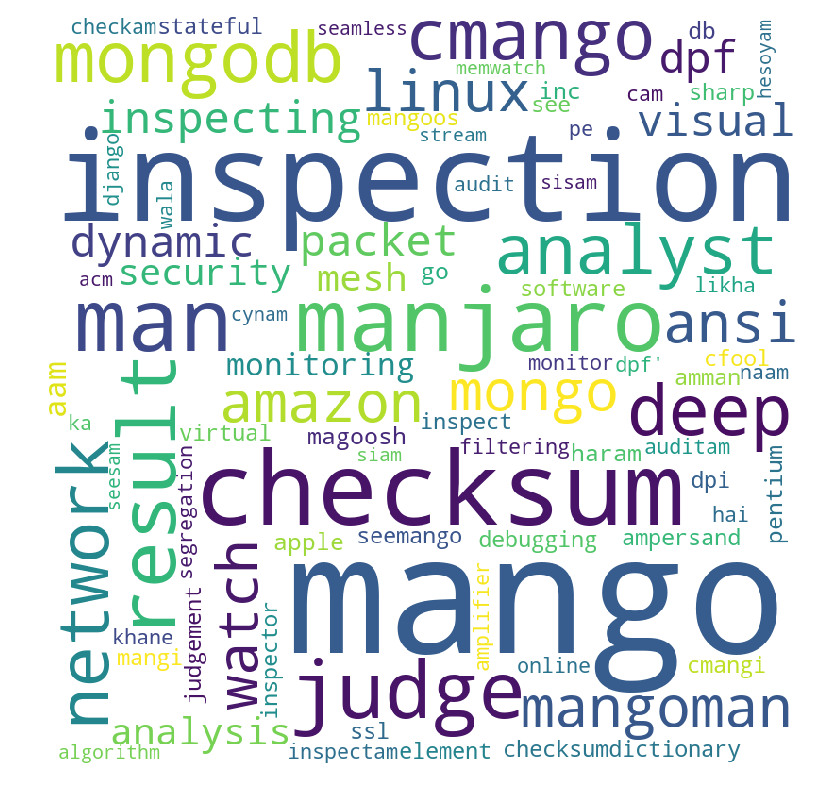 checkam stateful seamless cmango db hesoyam
mongodb dpf
memwatch
linux inc cam sharp
inspecting mangoos see visual
stream pe
inspection
django wala audit sisam
dynamic packet analyst
acm security mesh go software likha
man cynam manjaro ansi
monitoring monitor dpf' cfool
aam result amazon mongo amman naam
deep
ka virtual magoosh inspect filtering haram auditam
siam
network seesam segregation checksum dpi pentium
hai
watch apple seemango debugging ampersand
mango
khane judgement inspector amplifier
mangi judge online cmangi
mangoman
analysis ssl
algorithm inspectam element checksumdictionary